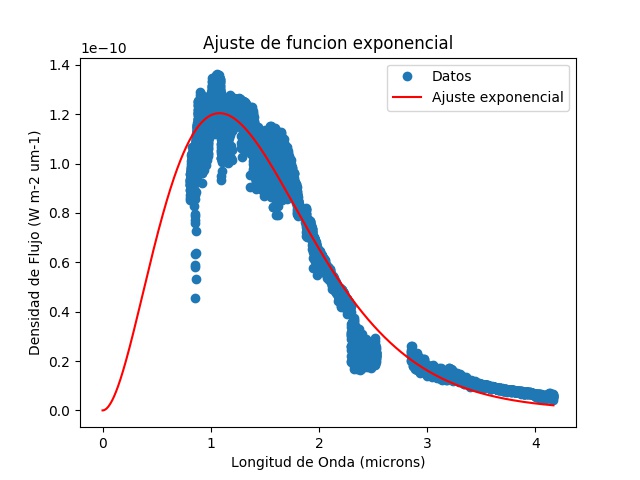 Ajuste de funcion exponencial
1e−10
Datos
Ajuste exponencial
Densidad de Flujo (W m-2 um-1)
1.4
1.2
1.0
0.8
0.6
0.4
0.2
0.0
0 1 2 3 4
Longitud de Onda (microns)